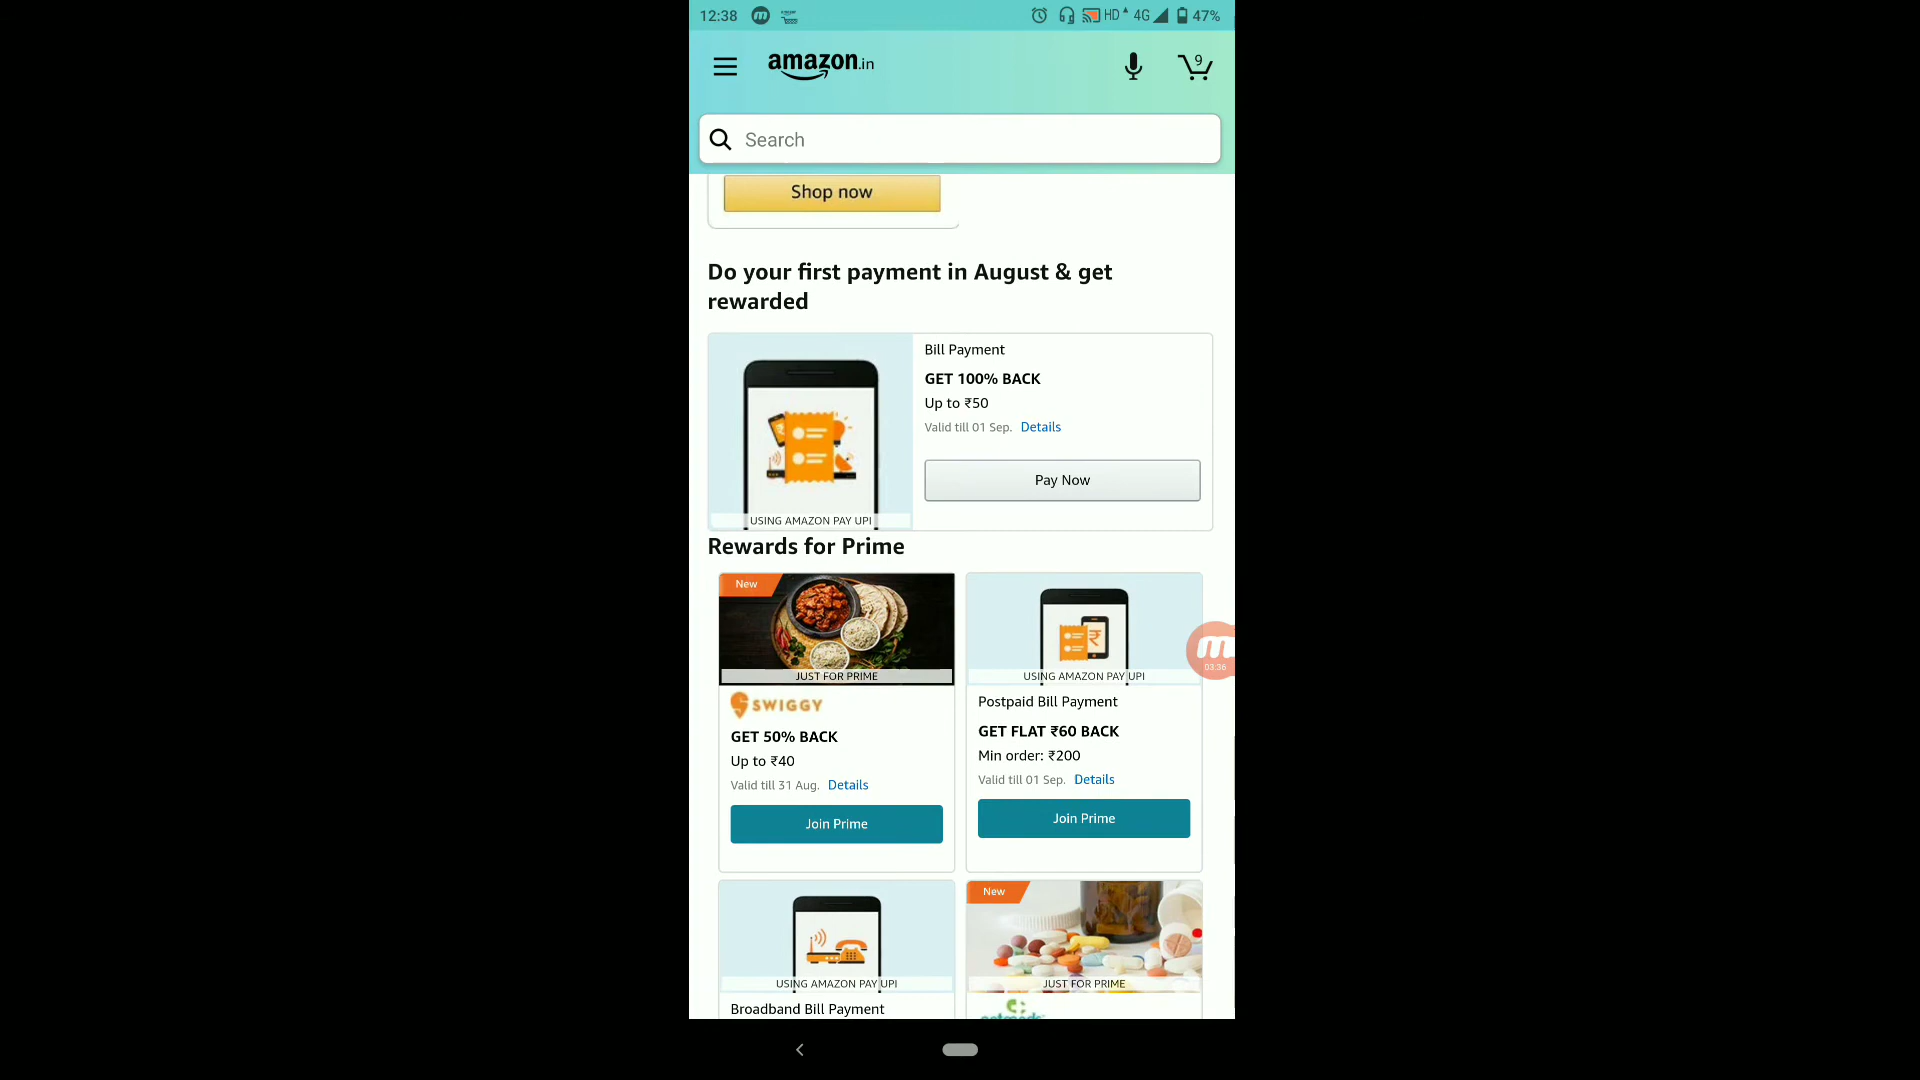 12:38 HD 4G 47%
amazon.in
9
Search
Shop now
Do your first payment in August & get
rewarded
Bill Payment
GET 100% BACK
Up to ₹50
Valid till 01 Sep. Details
Pay Now
USING AMAZON PAY UPI
Rewards for Prime
New
JUST FOR PRIME
SWIGGY
GET 50% BACK
Up to ₹40
Valid till 31 Aug. Details
Join Prime
USING AMAZON PAY UPI
Postpaid Bill Payment
GET FLAT ₹60 BACK
Min order: ₹200
Valid till 01 Sep. Details
Join Prime
03:36
USING AMAZON PAY UPI
Broadband Bill Payment
New
JUST FOR PRIME